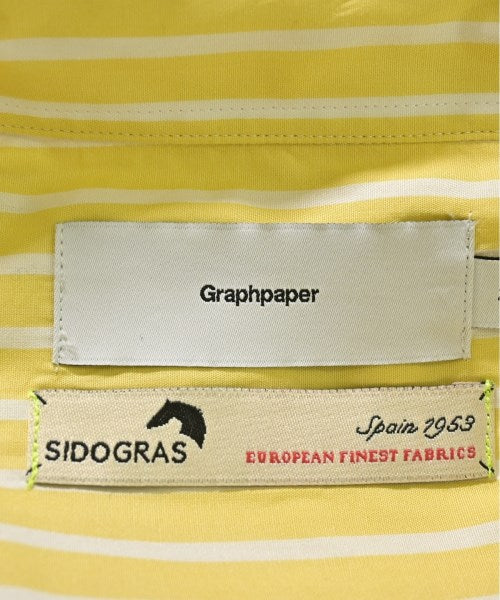 Graphpaper
Spain 1953
SIDOGRAS
EUROPEAN FINEST FABRICS